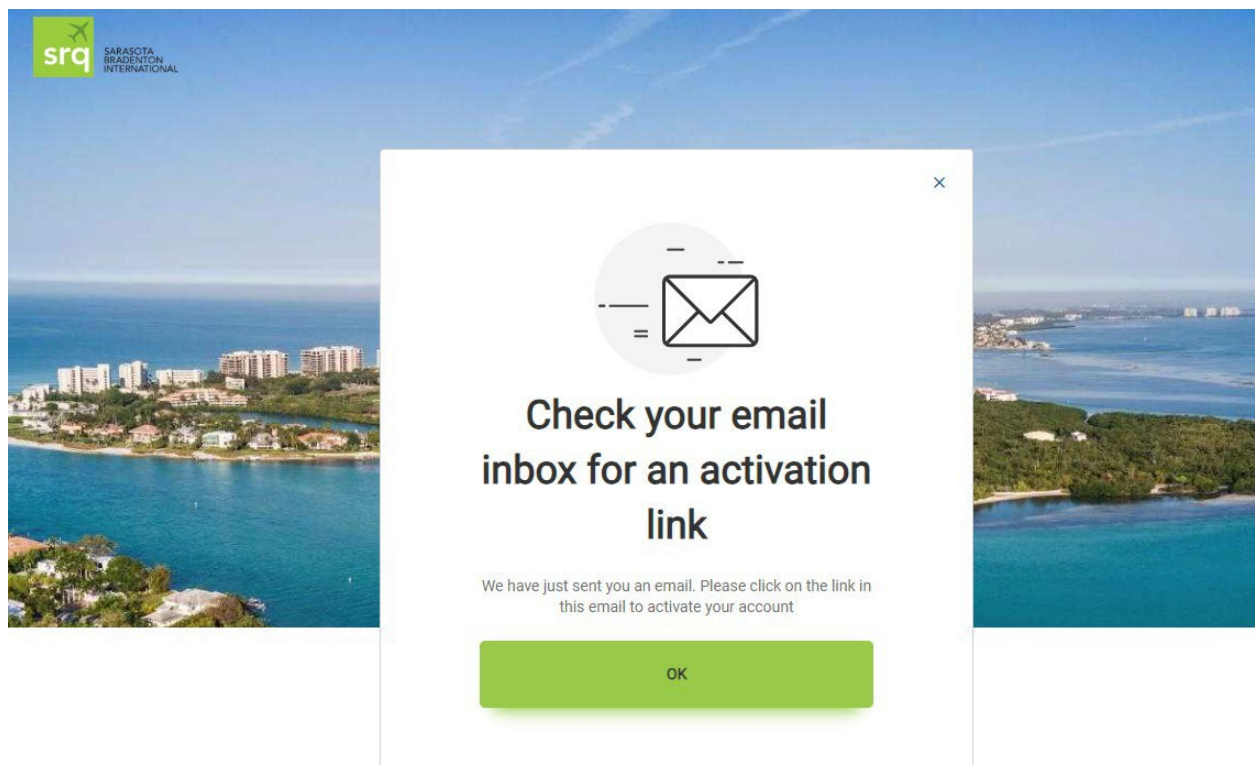 srq
SARASOTA
BRADENTON
INTERNATIONAL
Check your email
inbox for an activation
link
We have just sent you an email. Please click on the link in
this email to activate your account
OK